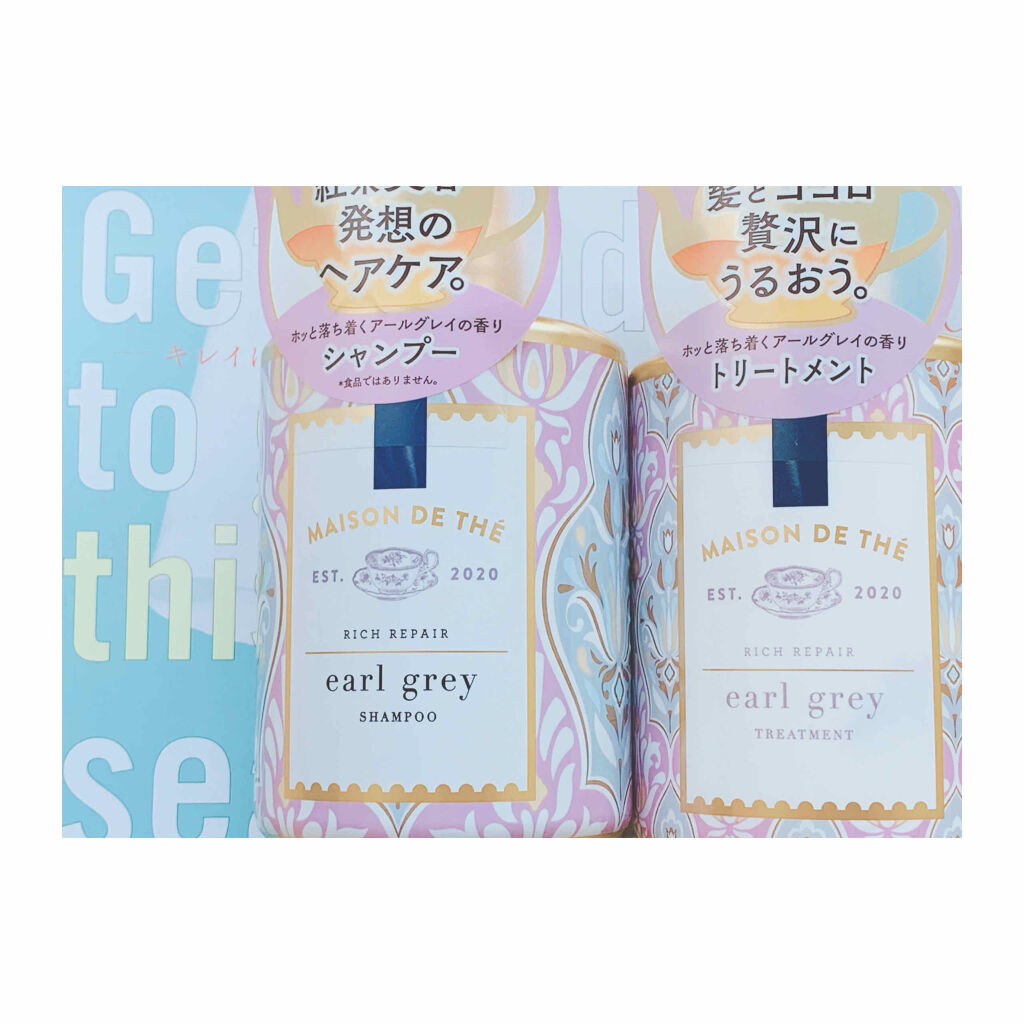 Ge
to
thi
se
キレイに
紅茶美容
発想の
ヘアケア。
ホッと落ち着くアールグレイの香り
シャンプー
*食品ではありません。
MAISON DE THÉ
EST. 2020
RICH REPAIR
earl grey
SHAMPOO
髪とココロ
贅沢に
うるおう。
ホッと落ち着くアールグレイの香り
トリートメント
MAISON DE THÉ
EST. 2020
RICH REPAIR
earl grey
TREATMENT